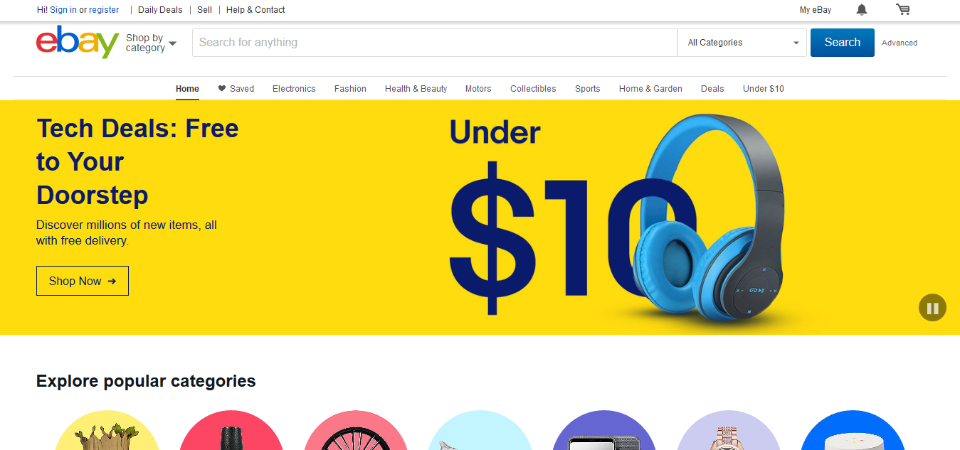 Hi! Sign in or register | Daily Deals | Sell | Help & Contact My eBay
ebay Shop by
category Search for anything All Categories Search Advanced
Home Saved Electronics Fashion Health & Beauty Motors Collectibles Sports Home & Garden Deals Under $10
Tech Deals: Free
to Your
Doorstep
Discover millions of new items, all
with free delivery.
Shop Now →
Under
$10
Explore popular categories